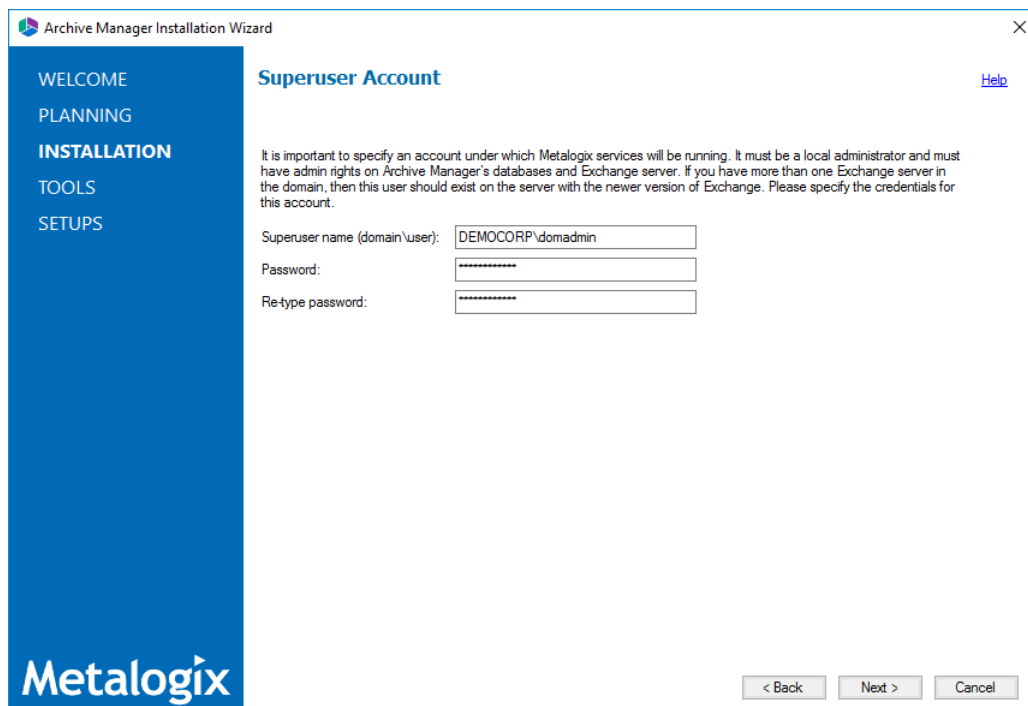 Archive Manager Installation Wizard
WELCOME
PLANNING
INSTALLATION
TOOLS
SETUPS
Superuser Account
Help
It is important to specify an account under which Metalogix services will be running. It must be a local administrator and must
have admin rights on Archive Manager's databases and Exchange server. If you have more than one Exchange server in
the domain, then this user should exist on the server with the newer version of Exchange. Please specify the credentials for
this account.
Superuser name (domain\user): DEMOCORP\domadmin
Password: ************
Re-type password: ************
Metalogix
< Back
Next >
Cancel